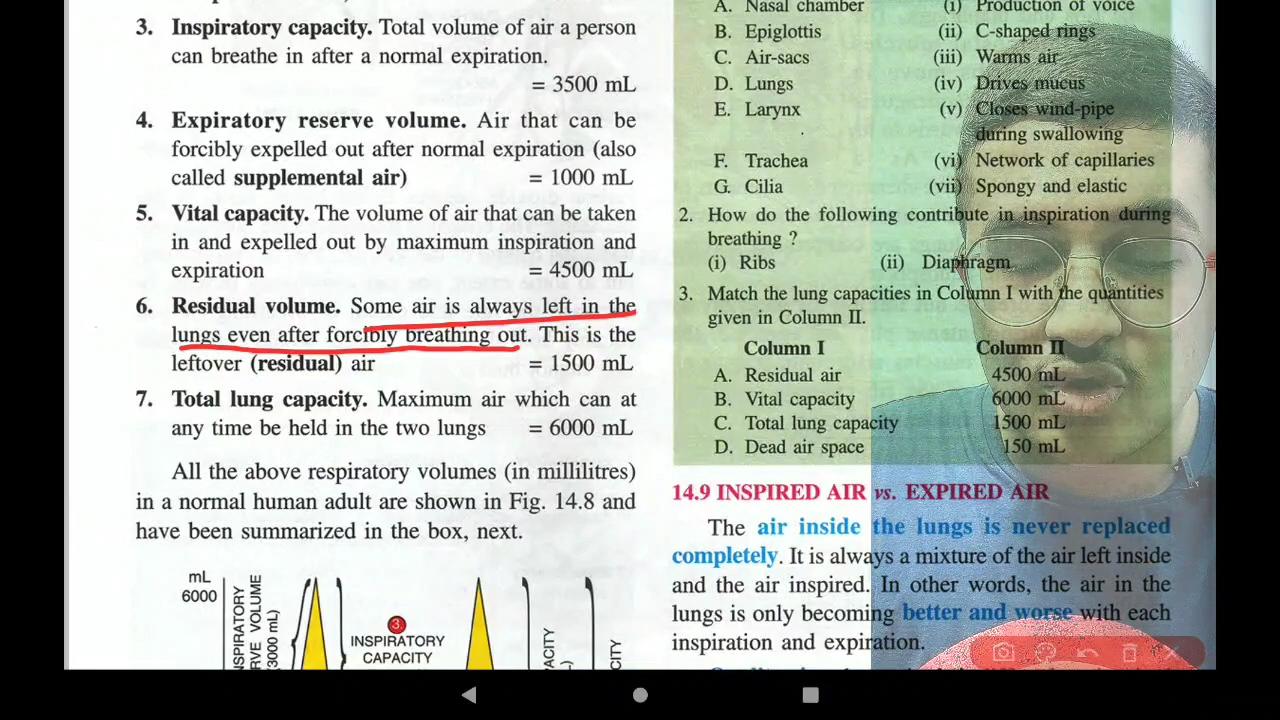 3. Inspiratory capacity. Total volume of air a person
can breathe in after a normal expiration.
= 3500 mL
4. Expiratory reserve volume. Air that can be
forcibly expelled out after normal expiration (also
called supplemental air) = 1000 mL
5. Vital capacity. The volume of air that can be taken
in and expelled out by maximum inspiration and
expiration = 4500 mL
6. Residual volume. Some air is always left in the
lungs even after forcibly breathing out. This is the
leftover (residual) air = 1500 mL
7. Total lung capacity. Maximum air which can at
any time be held in the two lungs = 6000 mL
All the above respiratory volumes (in millilitres)
in a normal human adult are shown in Fig. 14.8 and
have been summarized in the box, next.
mL
6000
3.
INSPIRATORY
CAPACITY
VOLUME
3000 mL)
A. Nasal chamber (i) Production of voice
B. Epiglottis (ii) C-shaped rings
C. Air-sacs (iii) Warms air
D. Lungs (iv) Drives mucus
E. Larynx (v) Closes wind-pipe
during swallowing
F. Trachea (vi) Network of capillaries
G. Cilia (vii) Spongy and elastic
2. How do the following contribute in inspiration during
breathing ?
(i) Ribs (ii) Diaphragm
3. Match the lung capacities in Column I with the quantities
given in Column II.
Column I Column II
A. Residual air 4500 mL
B. Vital capacity 6000 mL
C. Total lung capacity 1500 mL
D. Dead air space 150 mL
14.9 INSPIRED AIR vs. EXPIRED AIR
The air inside the lungs is never replaced
completely. It is always a mixture of the air left inside
and the air inspired. In other words, the air in the
lungs is only becoming better and worse with each
inspiration and expiration.